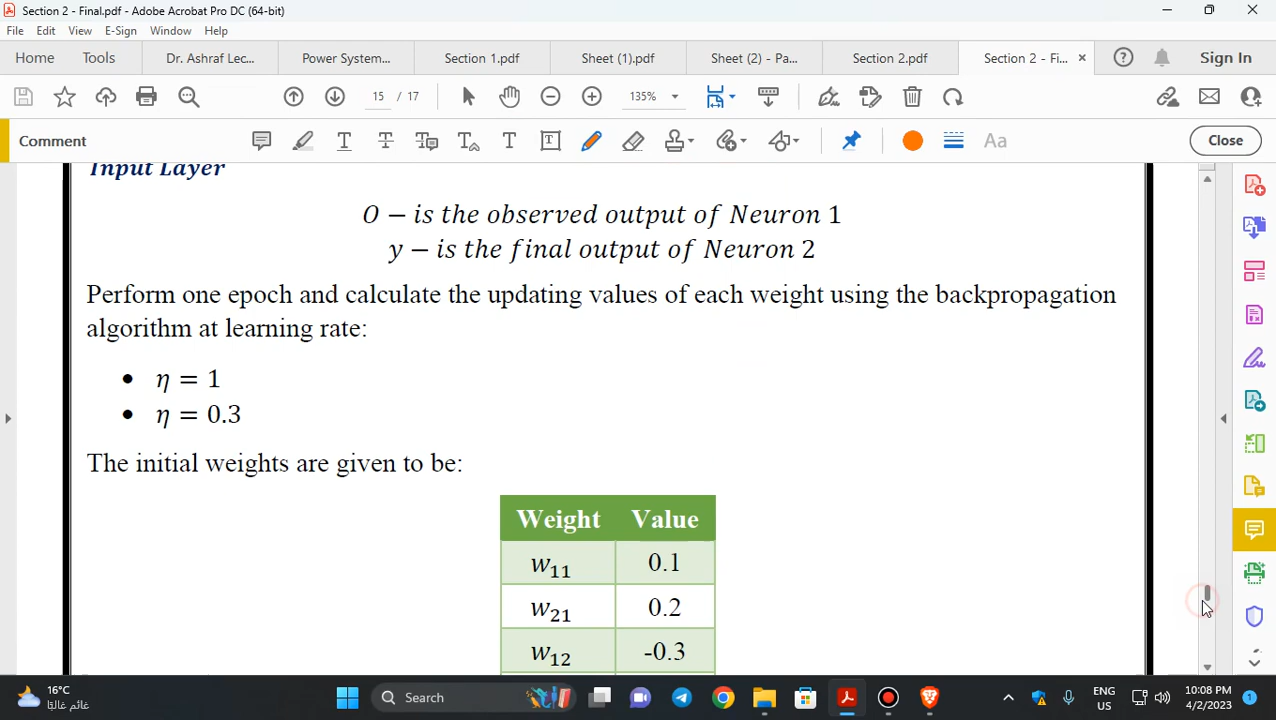 Section 2 - Final.pdf - Adobe Acrobat Pro DC (64-bit)
File Edit View E-Sign Window Help
Home Tools Dr. Ashraf Lec... Power System... Section 1.pdf Sheet (1).pdf Sheet (2) - Pa... Section 2.pdf Section 2 - Fi... × Sign In
15 / 17 135%
Comment Close
Input Layer
O − is the observed output of Neuron 1
y − is the final output of Neuron 2
Perform one epoch and calculate the updating values of each weight using the backpropagation
algorithm at learning rate:
• η = 1
• η = 0.3
The initial weights are given to be:
Weight Value
w11 0.1
w21 0.2
w12 -0.3
16°C
غائم غالبًا
Search
ENG
US
10:08 PM
4/2/2023
1